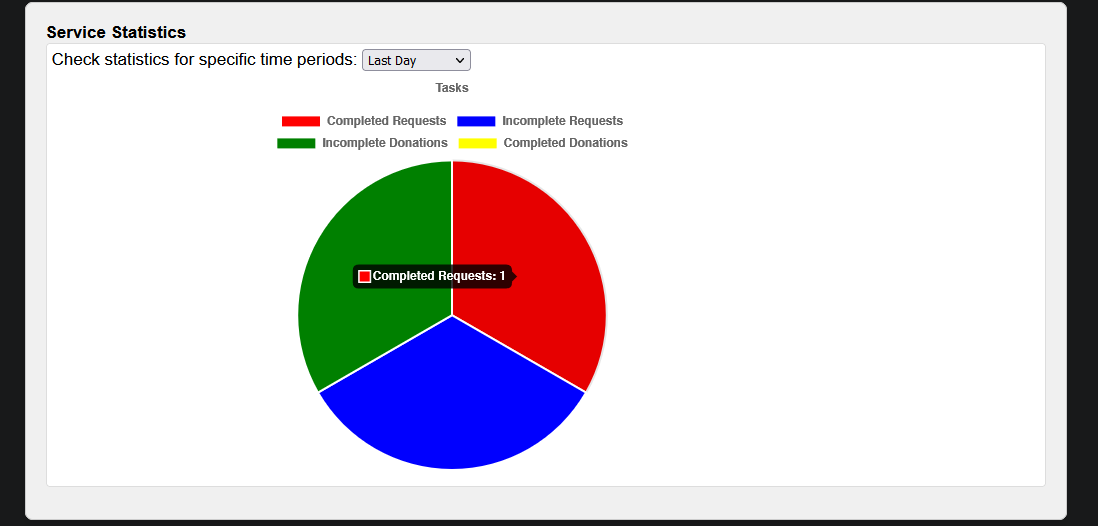 Service Statistics
Check statistics for specific time periods: Last Day
Tasks
Completed Requests Incomplete Requests
Incomplete Donations Completed Donations
Completed Requests: 1